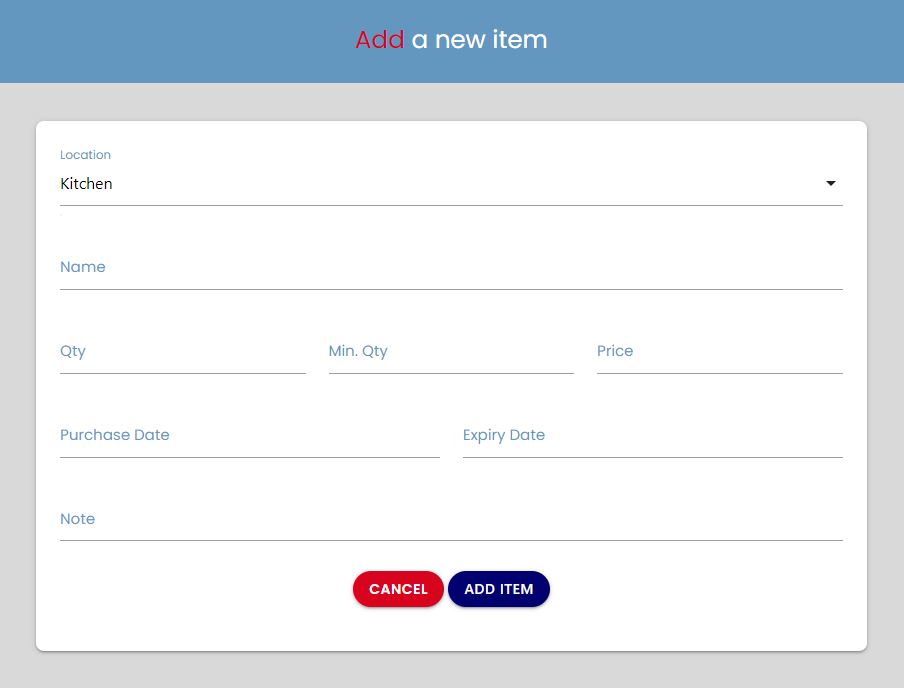 Add a new item
Location
Kitchen
Name
Qty Min. Qty Price
Purchase Date Expiry Date
Note
CANCEL ADD ITEM